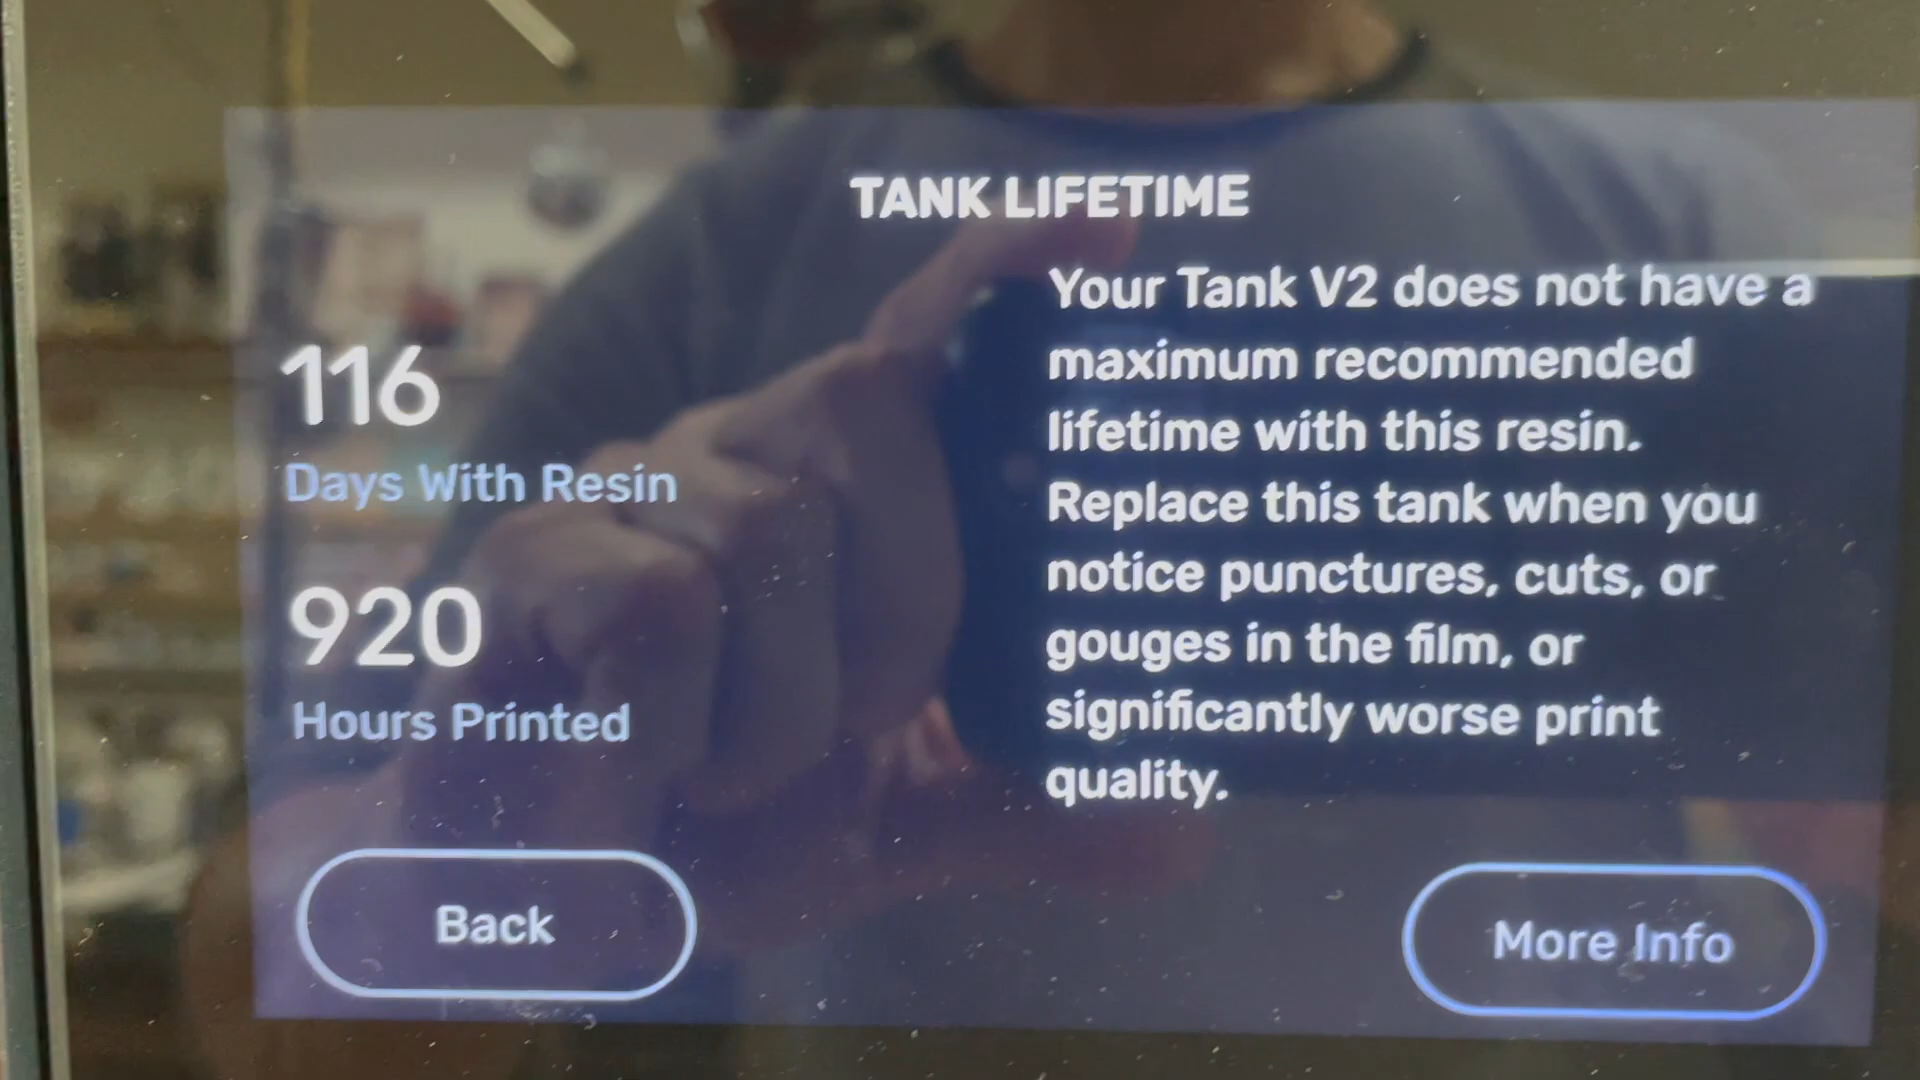 TANK LIFETIME
116
Days With Resin
920
Hours Printed
Your Tank V2 does not have a
maximum recommended
lifetime with this resin.
Replace this tank when you
notice punctures, cuts, or
gouges in the film, or
significantly worse print
quality.
Back
More Info